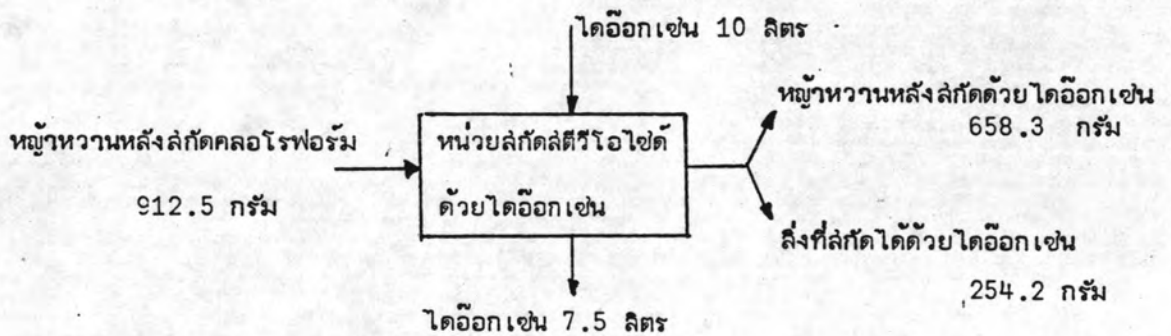 ไดอ๊อกเซน 10 ลิตร
หญ้าหวานหลังสกัดด้วยไดอ๊อกเซน
658.3 กรัม
หญ้าหวานหลังสกัดคลอโรฟอร์ม
912.5 กรัม
หน่วยสกัดสตีวีโอไซด์
ด้วยไดอ๊อกเซน
สิ่งที่สกัดได้ด้วยไดอ๊อกเซน
254.2 กรัม
ไดอ๊อกเซน 7.5 ลิตร